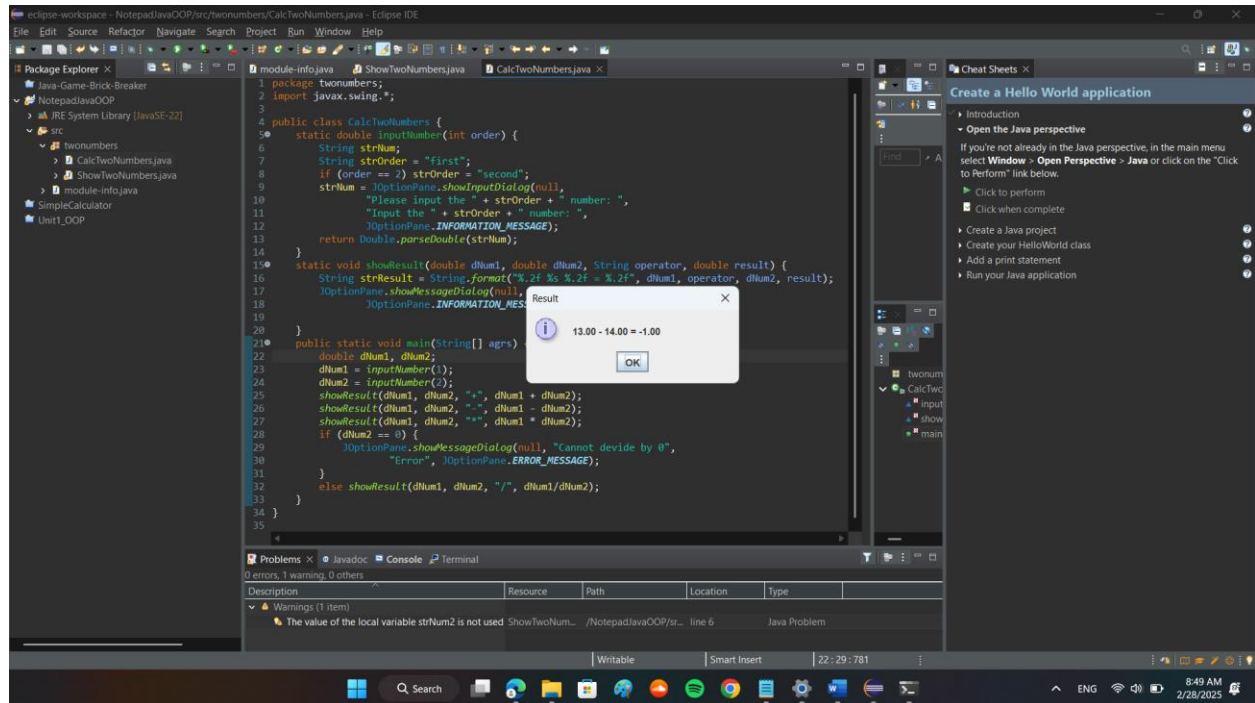 eclipse-workspace - NotepadJavaOOP/src/twonumbers/CalcTwoNumbers.java - Eclipse IDE
File Edit Source Refactor Navigate Search Project Run Window Help
Package Explorer
Java-Game-Brick-Breaker
NotepadJavaOOP
JRE System Library [JavaSE-22]
src
twonumbers
CalcTwoNumbers.java
ShowTwoNumbers.java
module-info.java
SimpleCalculator
Unit1_OOP
module-info.java ShowTwoNumbers.java CalcTwoNumbers.java
1 package twonumbers;
2 import javax.swing.*;
3
4 public class CalcTwoNumbers {
5 static double inputNumber(int order) {
6 String strNum;
7 String strOrder = "first";
8 if (order == 2) strOrder = "second";
9 strNum = JOptionPane.showInputDialog(null,
10 "Please input the " + strOrder + " number: ",
11 "Input the " + strOrder + " number: ",
12 JOptionPane.INFORMATION_MESSAGE);
13 return Double.parseDouble(strNum);
14 }
15 static void showResult(double dNum1, double dNum2, String operator, double result) {
16 String strResult = String.format("%.2f %s %.2f = %.2f", dNum1, operator, dNum2, result);
17 JOptionPane.showMessageDialog(null,
18 JOptionPane.INFORMATION_MES
19
20 }
21 public static void main(String[] agrs)
22 double dNum1, dNum2;
23 dNum1 = inputNumber(1);
24 dNum2 = inputNumber(2);
25 showResult(dNum1, dNum2, "+", dNum1 + dNum2);
26 showResult(dNum1, dNum2, "-", dNum1 - dNum2);
27 showResult(dNum1, dNum2, "*", dNum1 * dNum2);
28 if (dNum2 == 0) {
29 JOptionPane.showMessageDialog(null, "Cannot devide by 0",
30 "Error", JOptionPane.ERROR_MESSAGE);
31 }
32 else showResult(dNum1, dNum2, "/", dNum1/dNum2);
33 }
34 }
35
Result
13.00 - 14.00 = -1.00
OK
Find A
twonum
CalcTwc
input
show
main
Cheat Sheets
Create a Hello World application
Introduction
Open the Java perspective
If you're not already in the Java perspective, in the main menu
select Window > Open Perspective > Java or click on the "Click
to Perform" link below.
Click to perform
Click when complete
Create a Java project
Create your HelloWorld class
Add a print statement
Run your Java application
Problems Javadoc Console Terminal
0 errors, 1 warning, 0 others
Description Resource Path Location Type
Warnings (1 item)
The value of the local variable strNum2 is not used ShowTwoNum... /NotepadJavaOOP/sr... line 6 Java Problem
Writable Smart Insert 22 : 29 : 781
Search
ENG
8:49 AM
2/28/2025